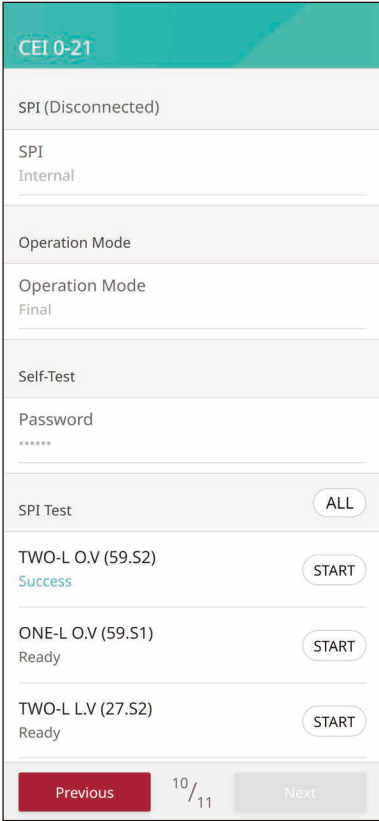 CEI 0-21
SPI (Disconnected)
SPI
Internal
Operation Mode
Operation Mode
Final
Self-Test
Password
••••••
SPI Test
ALL
TWO-L O.V (59.S2)
Success
START
ONE-L O.V (59.S1)
Ready
START
TWO-L L.V (27.S2)
Ready
START
Previous
10/11
Next